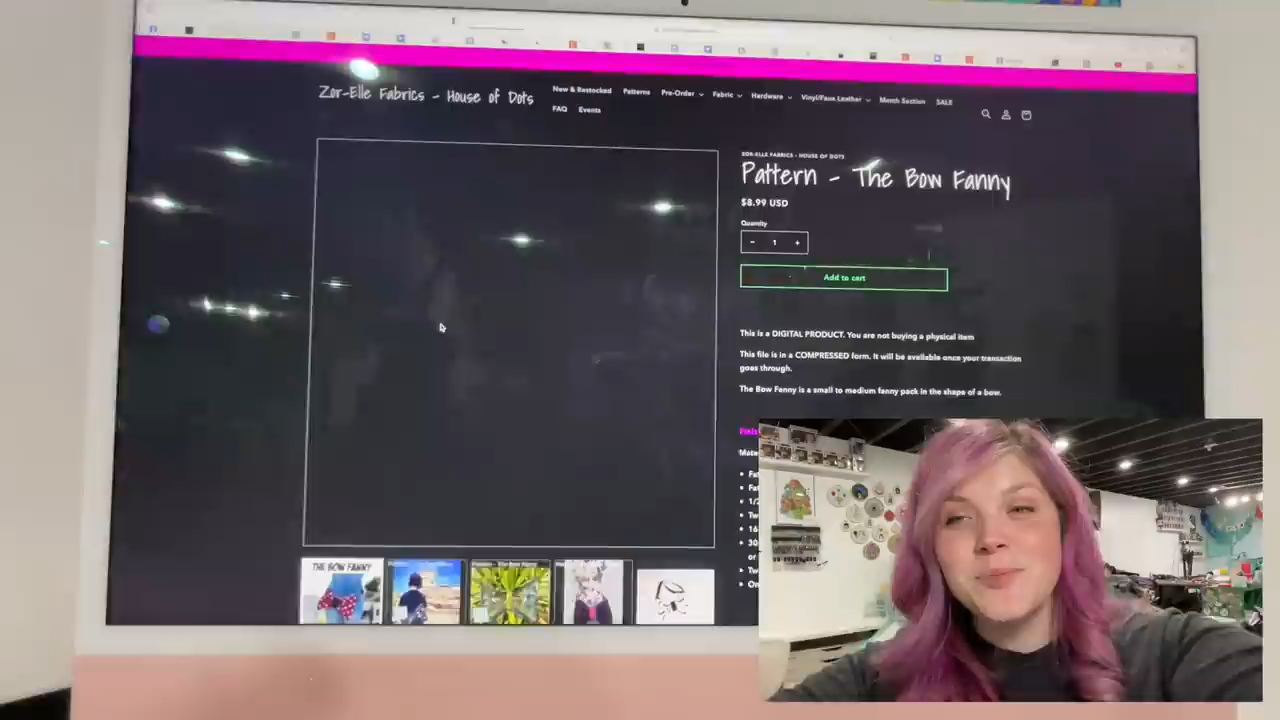 Zor-Elle Fabrics - House of Dots
New & Restocked Patterns Pre-Order Fabric Hardware Vinyl/Faux Leather Merch Section SALE
FAQ Events
ZOR-ELLE FABRICS - HOUSE OF DOTS
Pattern - The Bow Fanny
$8.99 USD
Quantity
− 1 +
Add to cart
This is a DIGITAL PRODUCT. You are not buying a physical item
This file is in a COMPRESSED form. It will be available once your transaction
goes through.
The Bow Fanny is a small to medium fanny pack in the shape of a bow.
THE BOW FANNY